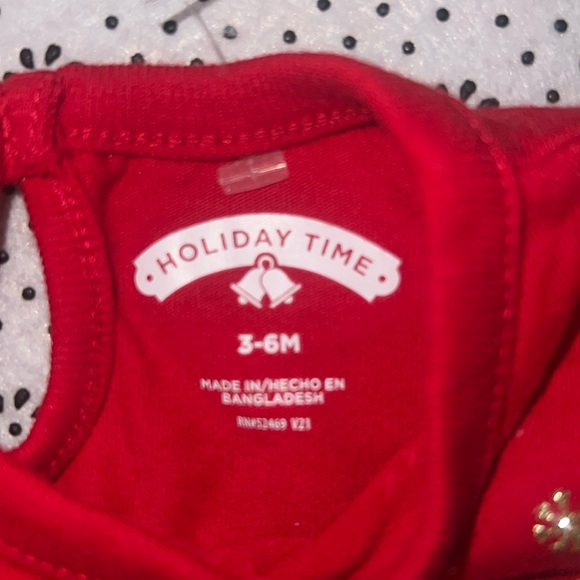 HOLIDAY TIME
3-6M
MADE IN/HECHO EN
BANGLADESH
RN#52469 V21